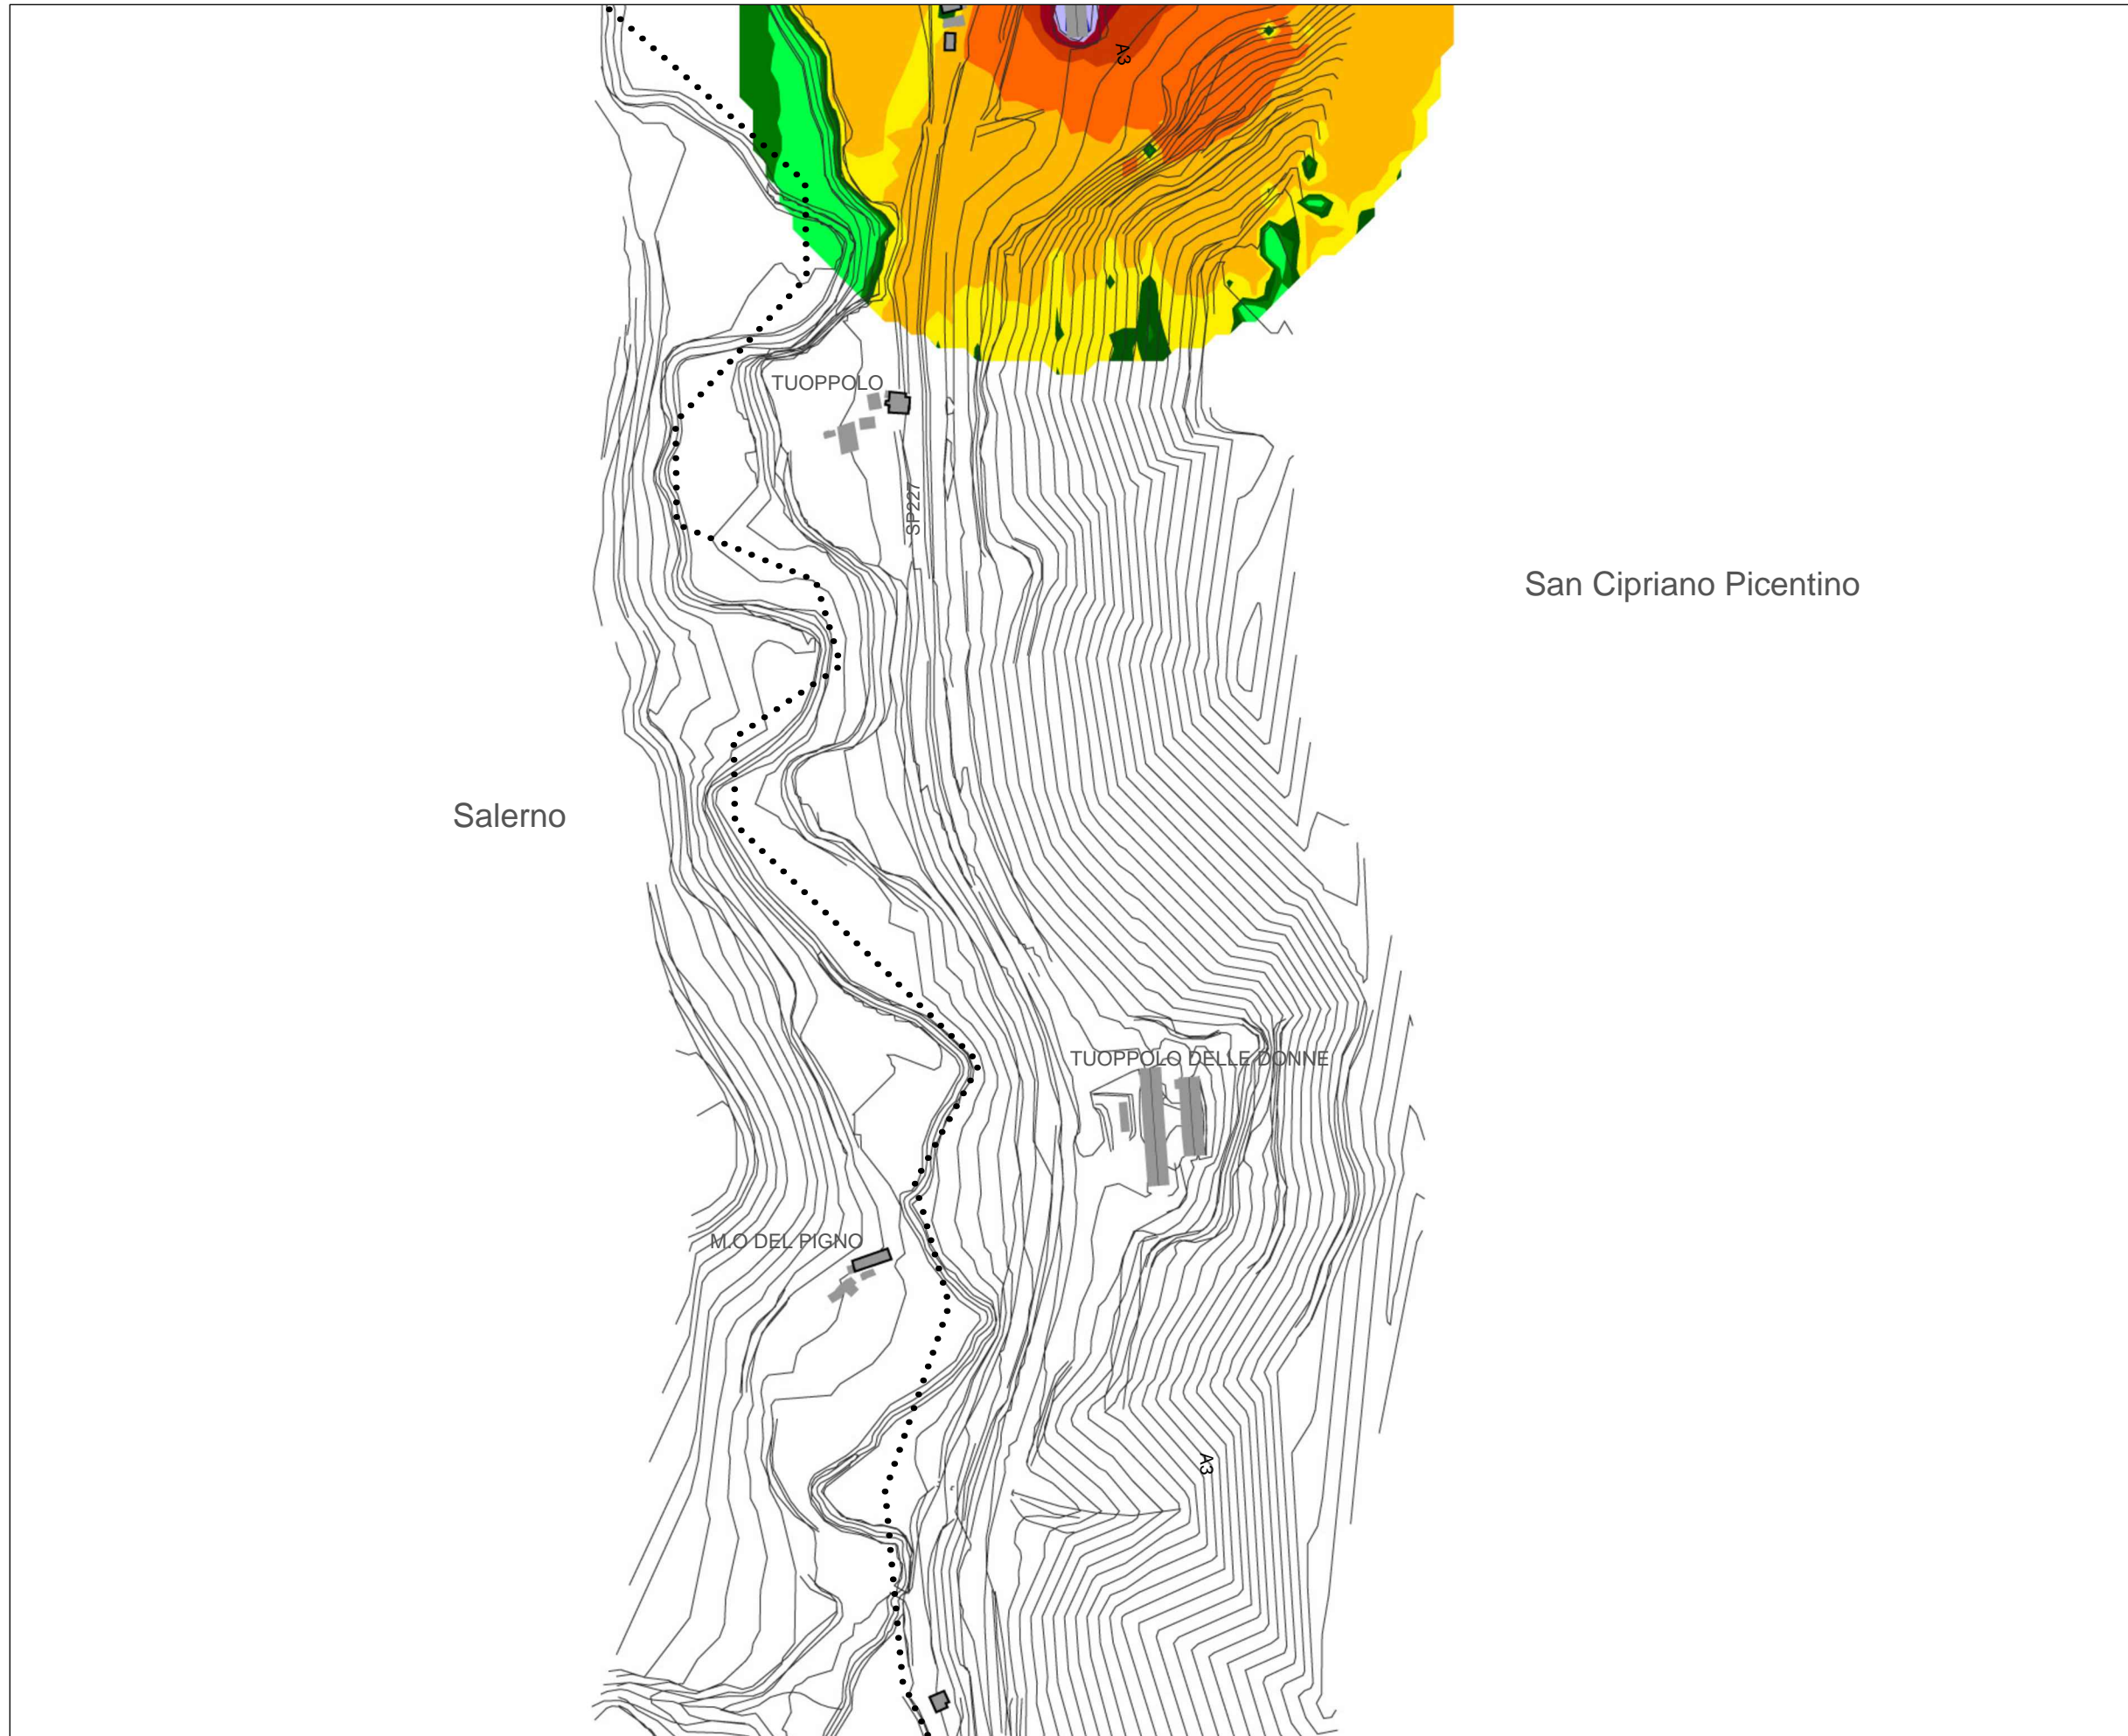 A3
TUOPPOLO
SP227
San Cipriano Picentino
Salerno
TUOPPOLO DELLE DONNE
M.O DEL PIGNO
A3